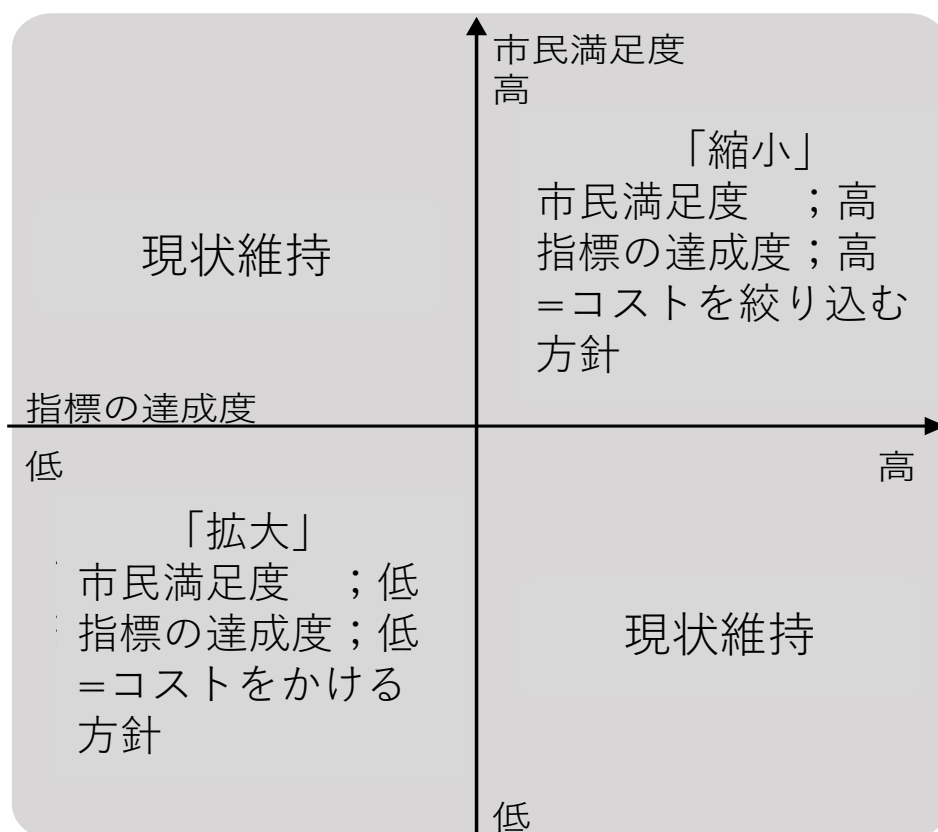 市民満足度
高
「縮小」
市民満足度　；高
指標の達成度；高
=コストを絞り込む
方針
現状維持
指標の達成度
低
高
「拡大」
市民満足度　；低
指標の達成度；低
=コストをかける
方針
現状維持
低